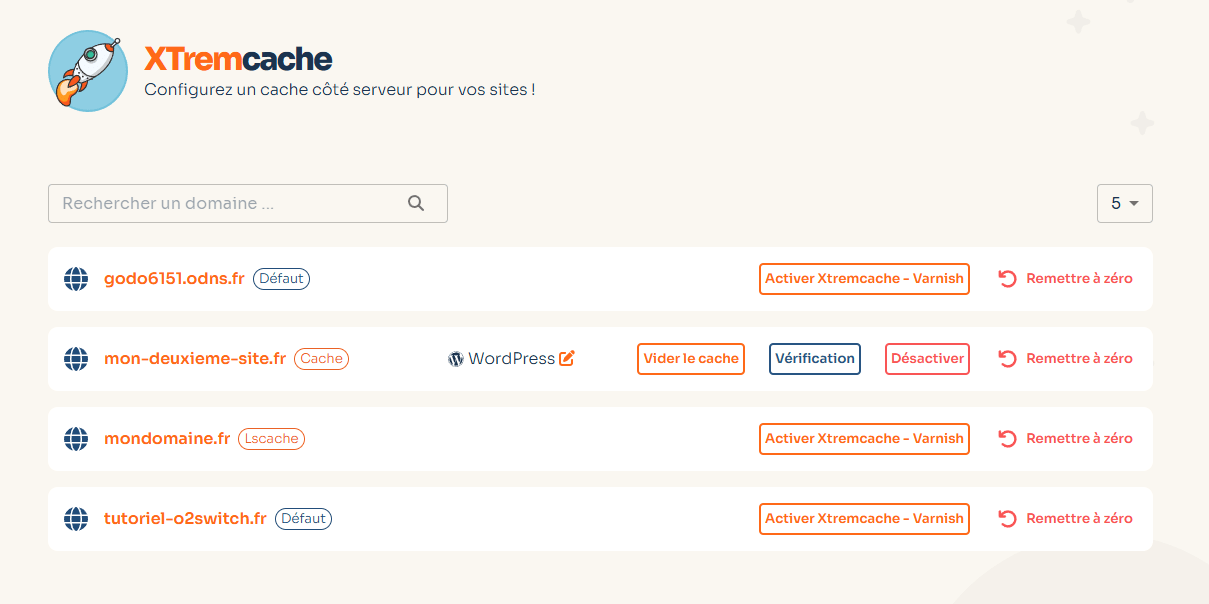 XTremcache
Configurez un cache côté serveur pour vos sites !
Rechercher un domaine ... 5
godo6151.odns.fr Défaut Activer Xtremcache - Varnish Remettre à zéro
mon-deuxieme-site.fr Cache WordPress Vider le cache Vérification Désactiver Remettre à zéro
mondomaine.fr Lscache Activer Xtremcache - Varnish Remettre à zéro
tutoriel-o2switch.fr Défaut Activer Xtremcache - Varnish Remettre à zéro